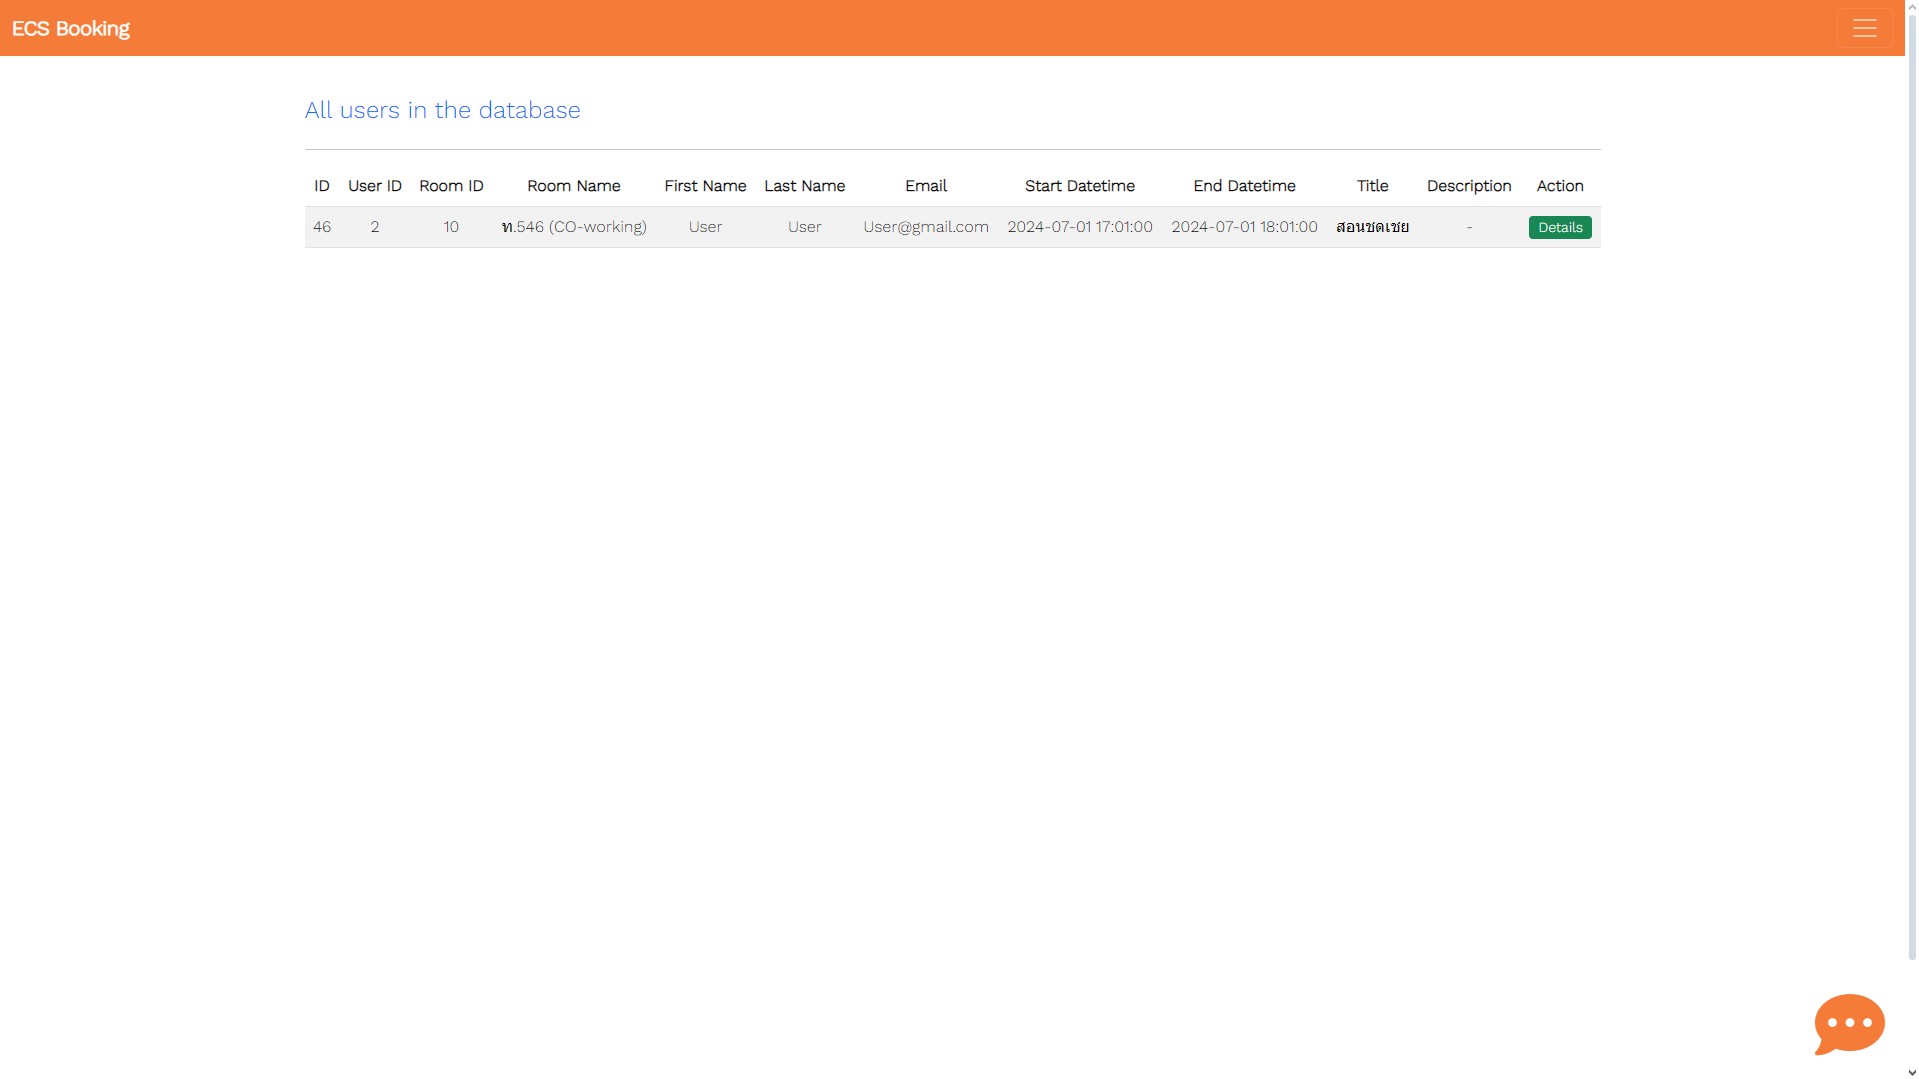 ECS Booking
All users in the database
ID User ID Room ID Room Name First Name Last Name Email Start Datetime End Datetime Title Description Action
46 2 10 ท.546 (CO-working) User User User@gmail.com 2024-07-01 17:01:00 2024-07-01 18:01:00 สอนชดเชย - Details